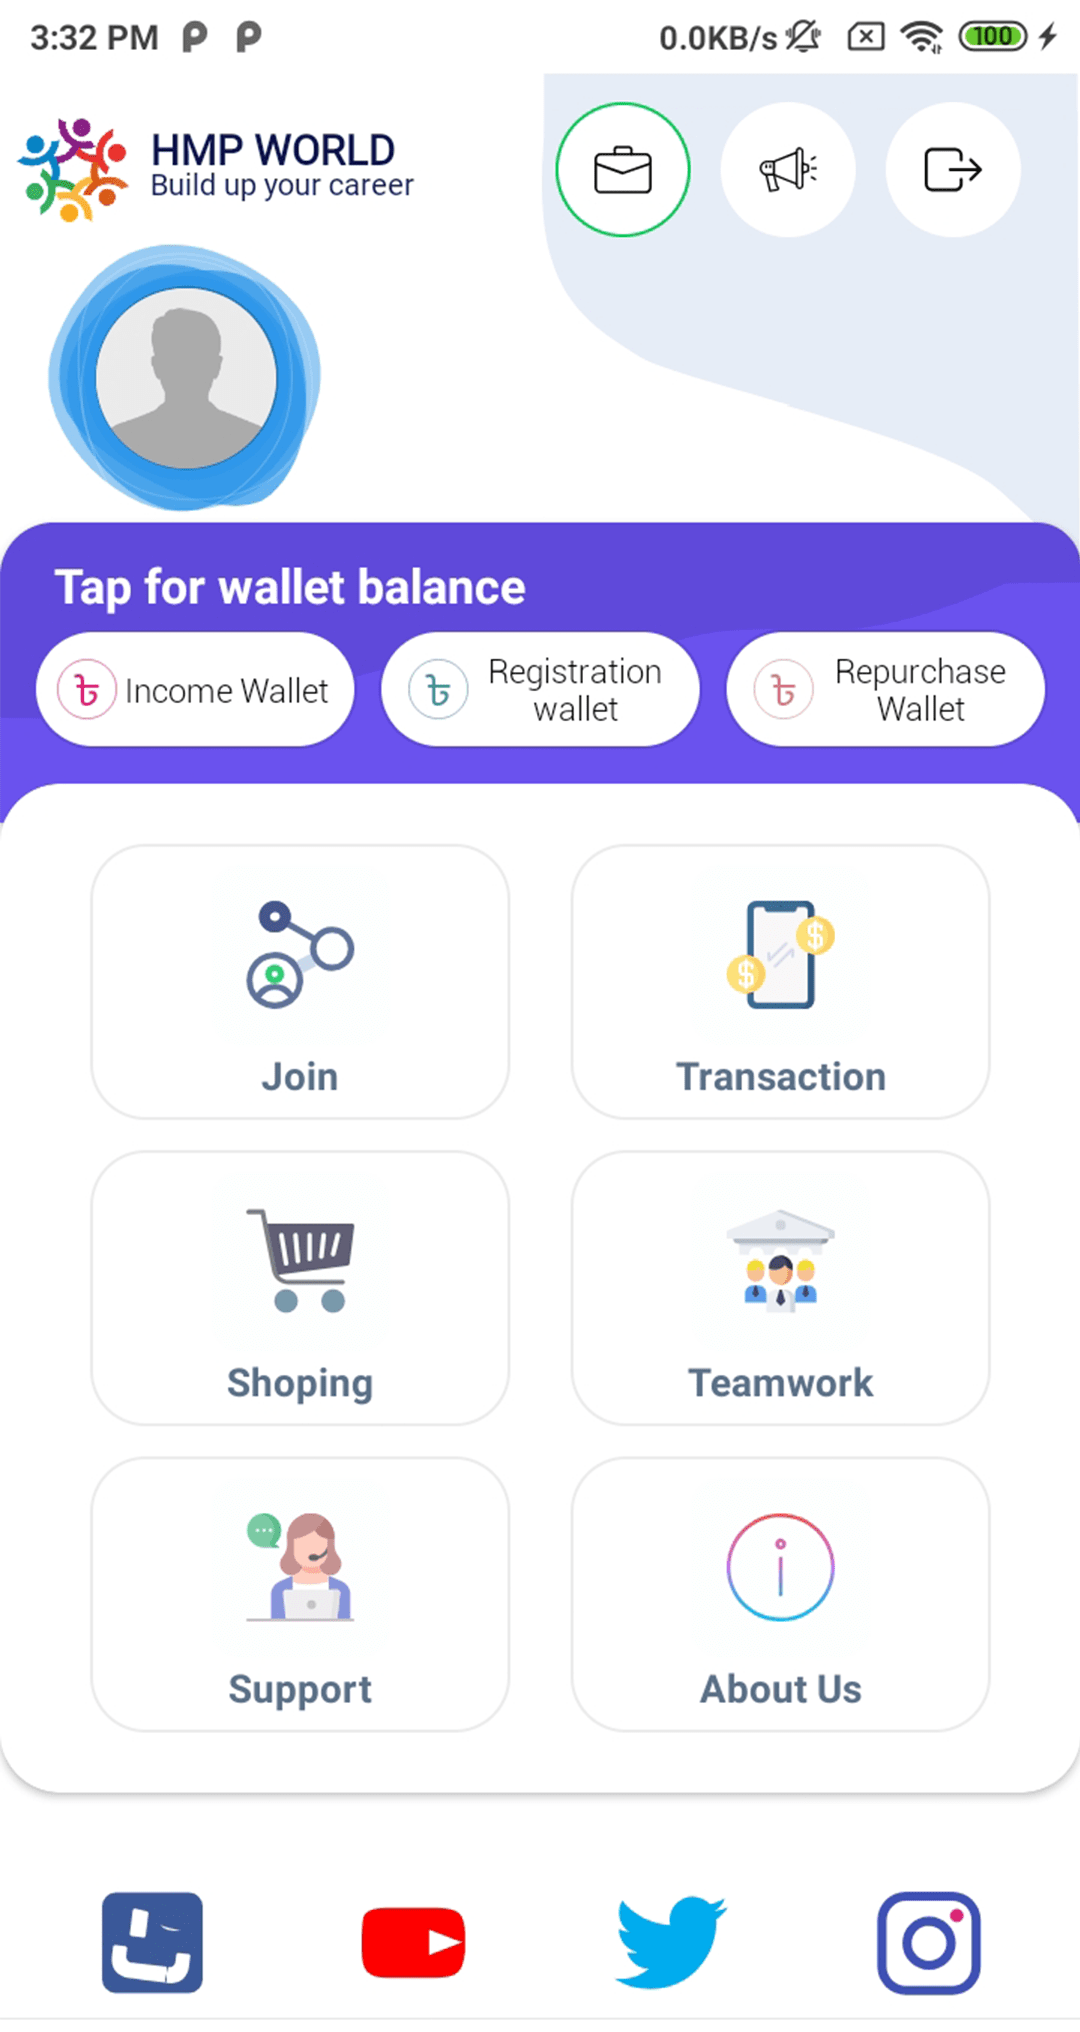 3:32 PM
0.0KB/s
100
HMP WORLD
Build up your career
Tap for wallet balance
৳ Income Wallet
৳ Registration
wallet
৳ Repurchase
Wallet
Join
Transaction
Shoping
Teamwork
Support
About Us